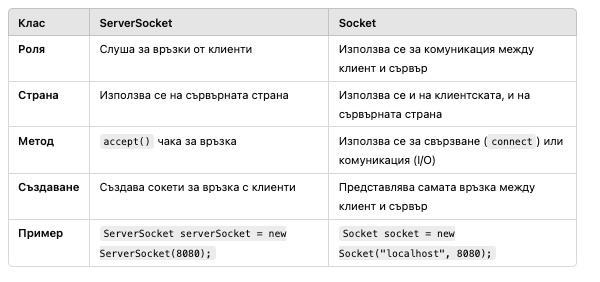 Клас ServerSocket Socket
Роля Слуша за връзки от клиенти Използва се за комуникация между
клиент и сървър
Страна Използва се на сървърната страна Използва се и на клиентската, и на
сървърната страна
Метод accept() чака за връзка Използва се за свързване (connect) или
комуникация (I/O)
Създаване Създава сокети за връзка с клиенти Представлява самата връзка между
клиент и сървър
Пример ServerSocket serverSocket = new Socket socket = new
ServerSocket(8080); Socket("localhost", 8080);